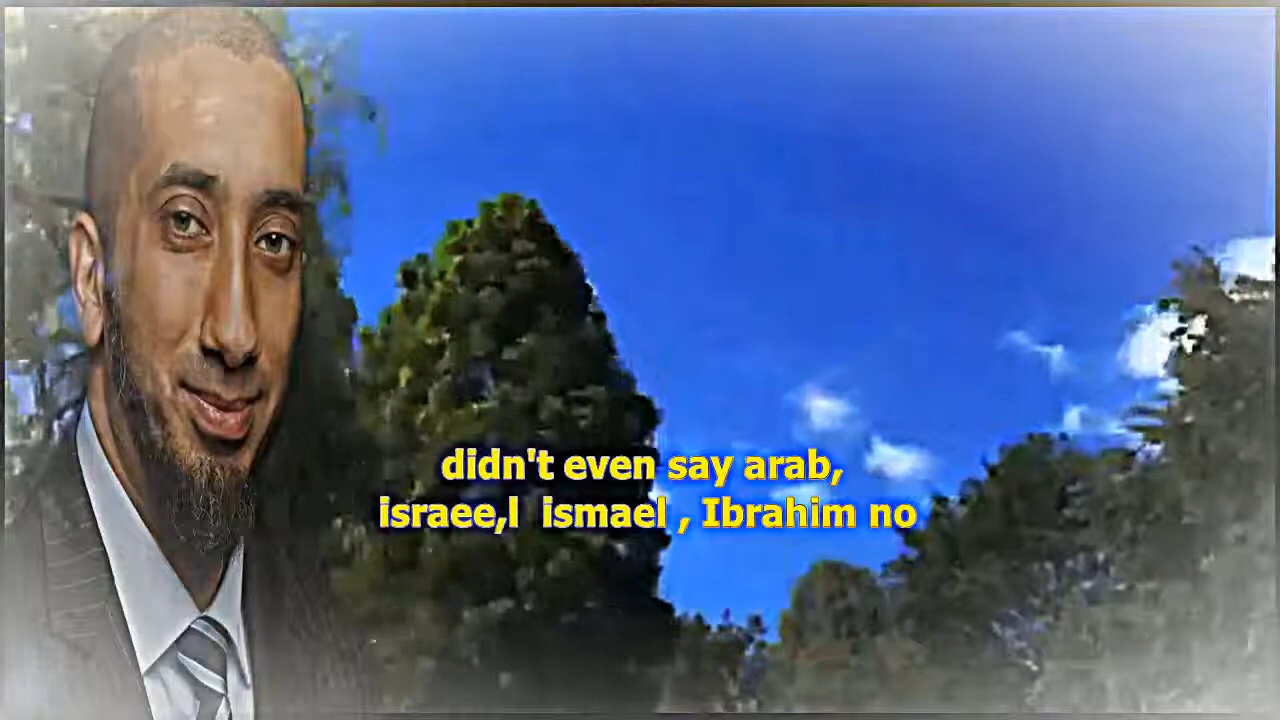 didn't even say arab,
israee,l ismael , Ibrahim no